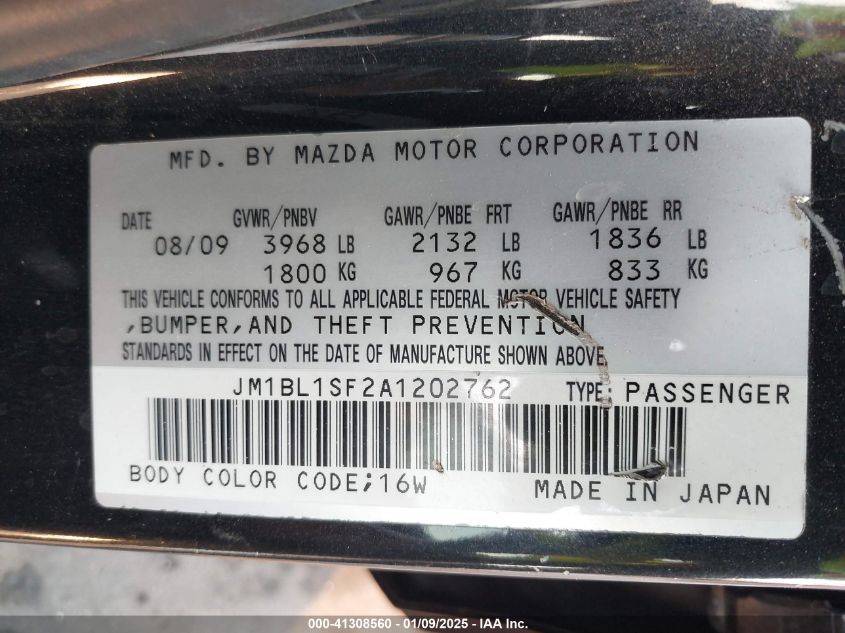 MFD. BY MAZDA MOTOR CORPORATION
DATE GVWR/PNBV GAWR/PNBE FRT GAWR/PNBE RR
08/09 3968 LB 2132 LB 1836 LB
1800 KG 967 KG 833 KG
THIS VEHICLE CONFORMS TO ALL APPLICABLE FEDERAL MOTOR VEHICLE SAFETY
,BUMPER,AND THEFT PREVENTION
STANDARDS IN EFFECT ON THE DATE OF MANUFACTURE SHOWN ABOVE
JM1BL1SF2A1202762 TYPE: PASSENGER
BODY COLOR CODE;16W MADE IN JAPAN
000-41308560 - 01/09/2025 - IAA Inc.